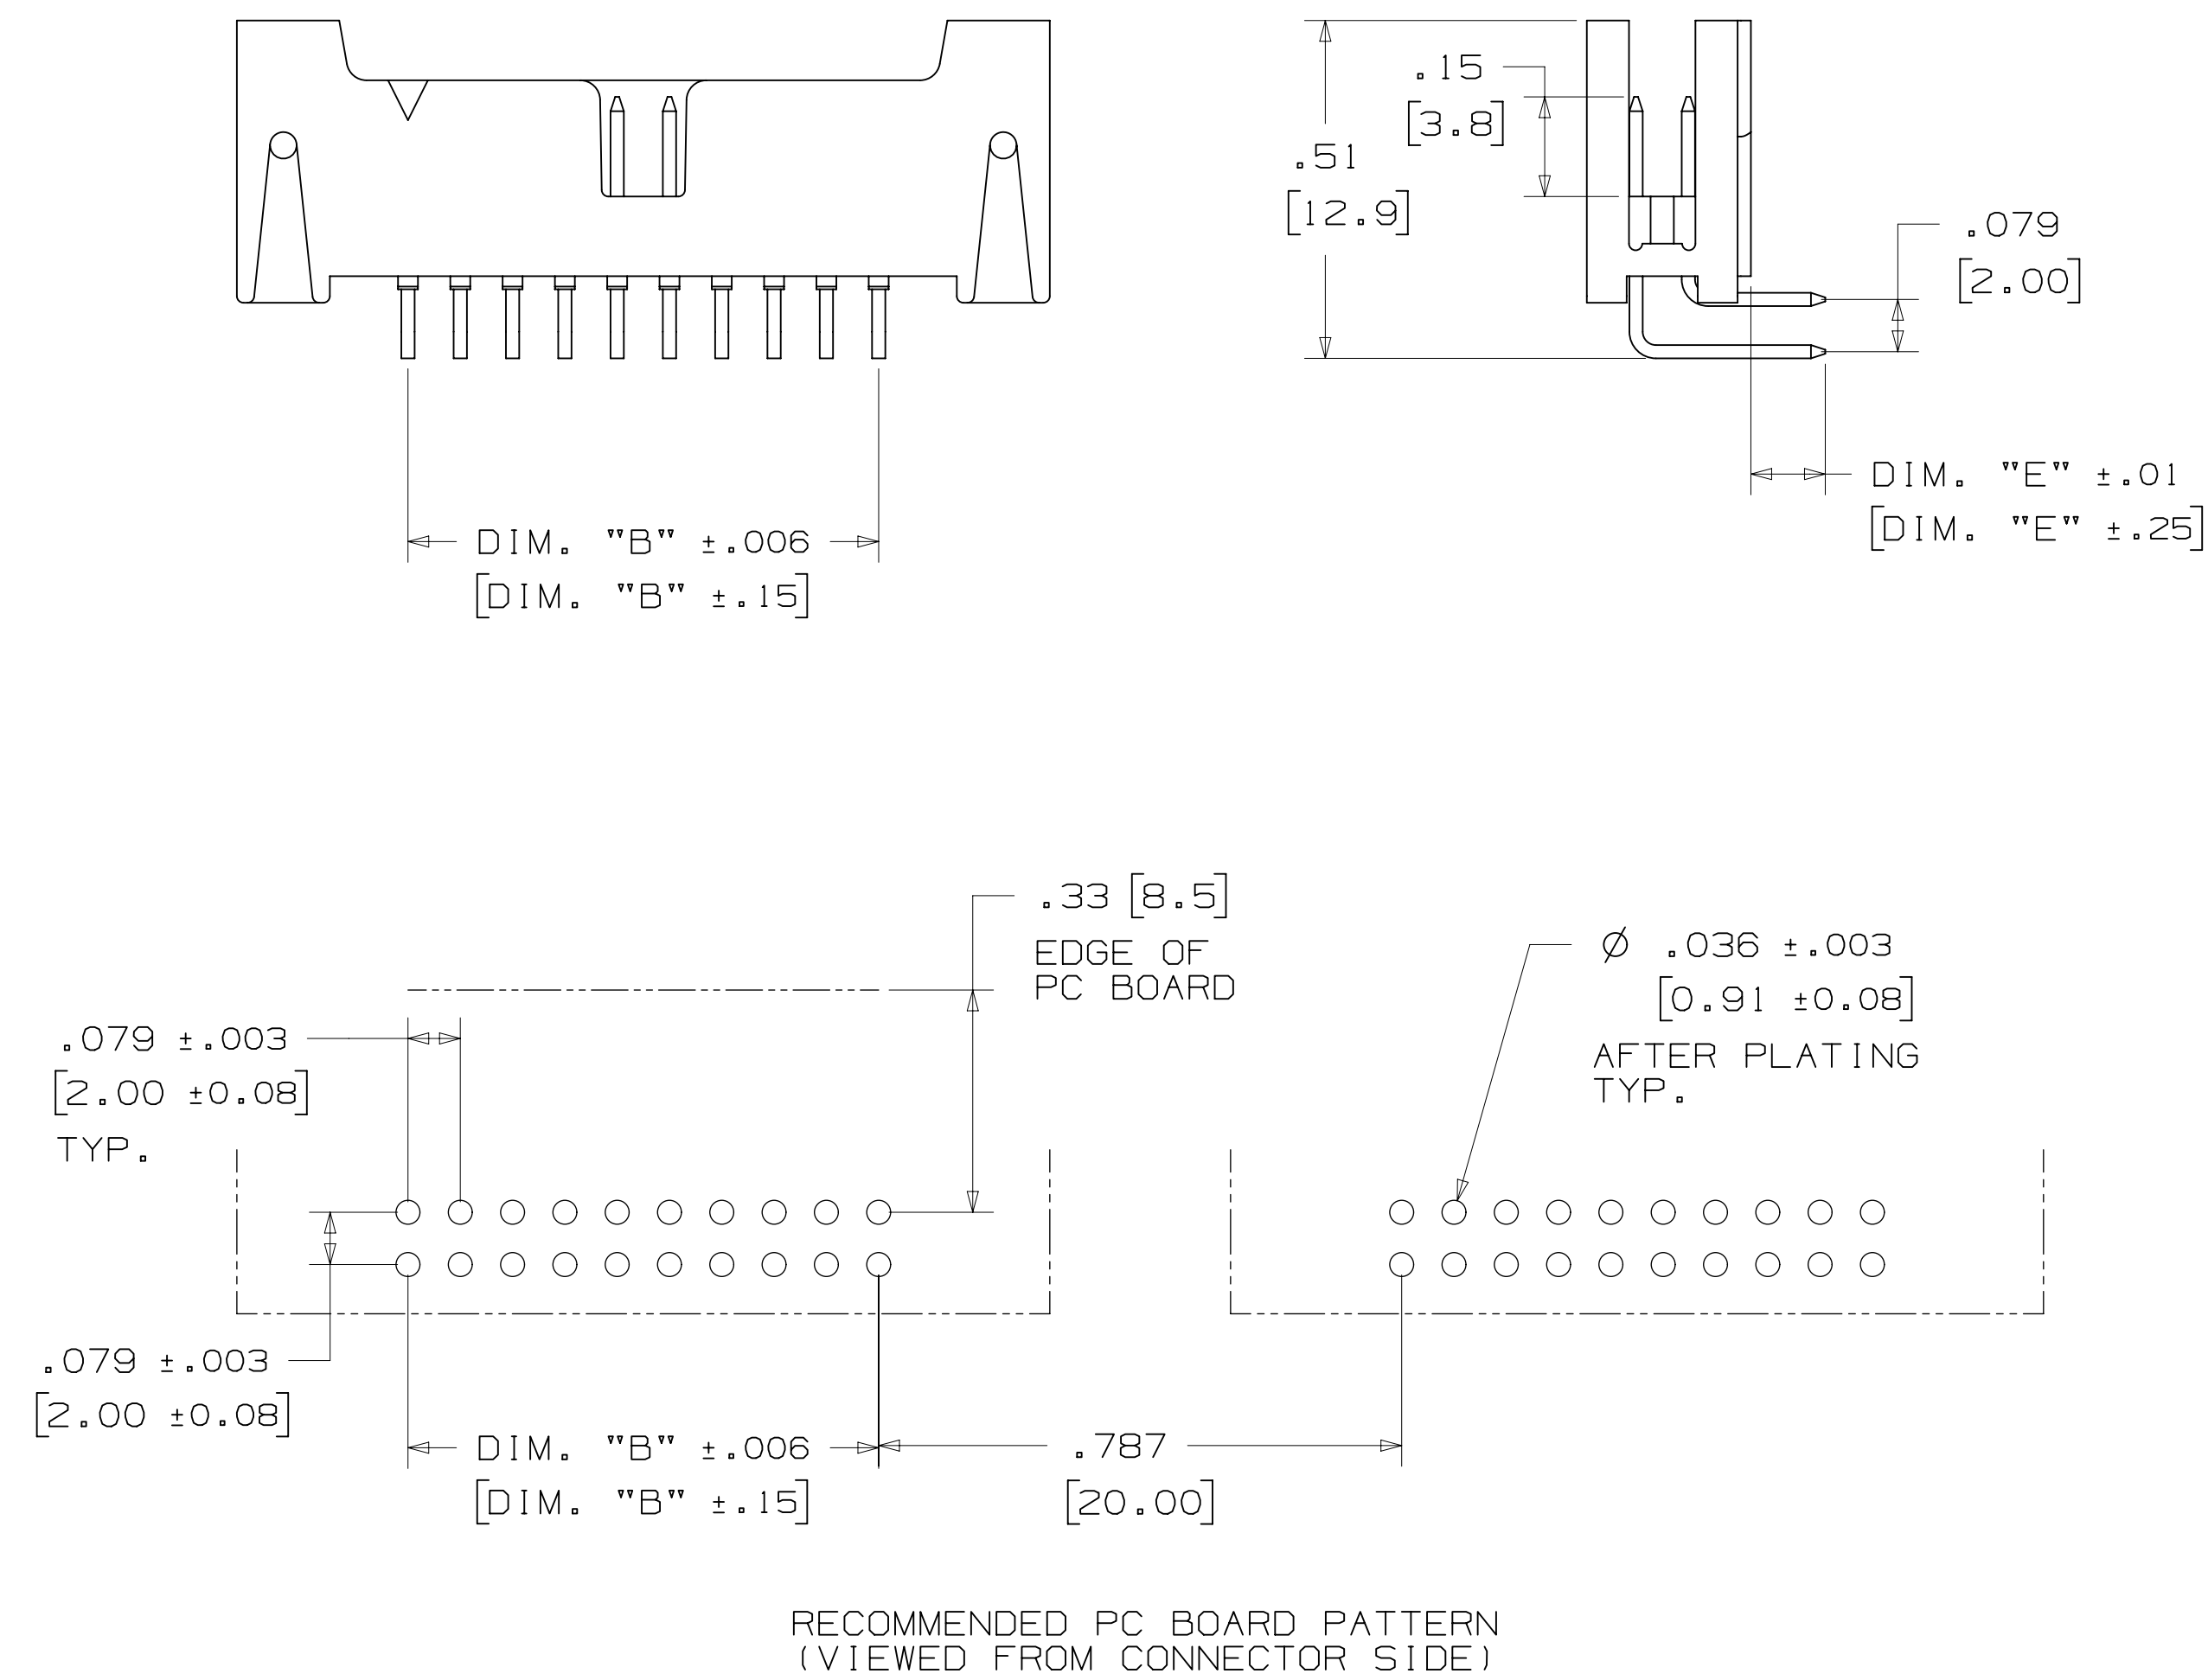 .15
[3.8]
.51
[12.9]
.079
[2.00]
DIM. "E" ±.01
[DIM. "E" ±.25]
DIM. "B" ±.006
[DIM. "B" ±.15]
.33 [8.5]
EDGE OF
PC BOARD
Ø .036 ±.003
[0.91 ±0.08]
AFTER PLATING
TYP.
.079 ±.003
[2.00 ±0.08]
TYP.
.079 ±.003
[2.00 ±0.08]
DIM. "B" ±.006
[DIM. "B" ±.15]
.787
[20.00]
RECOMMENDED PC BOARD PATTERN
(VIEWED FROM CONNECTOR SIDE)